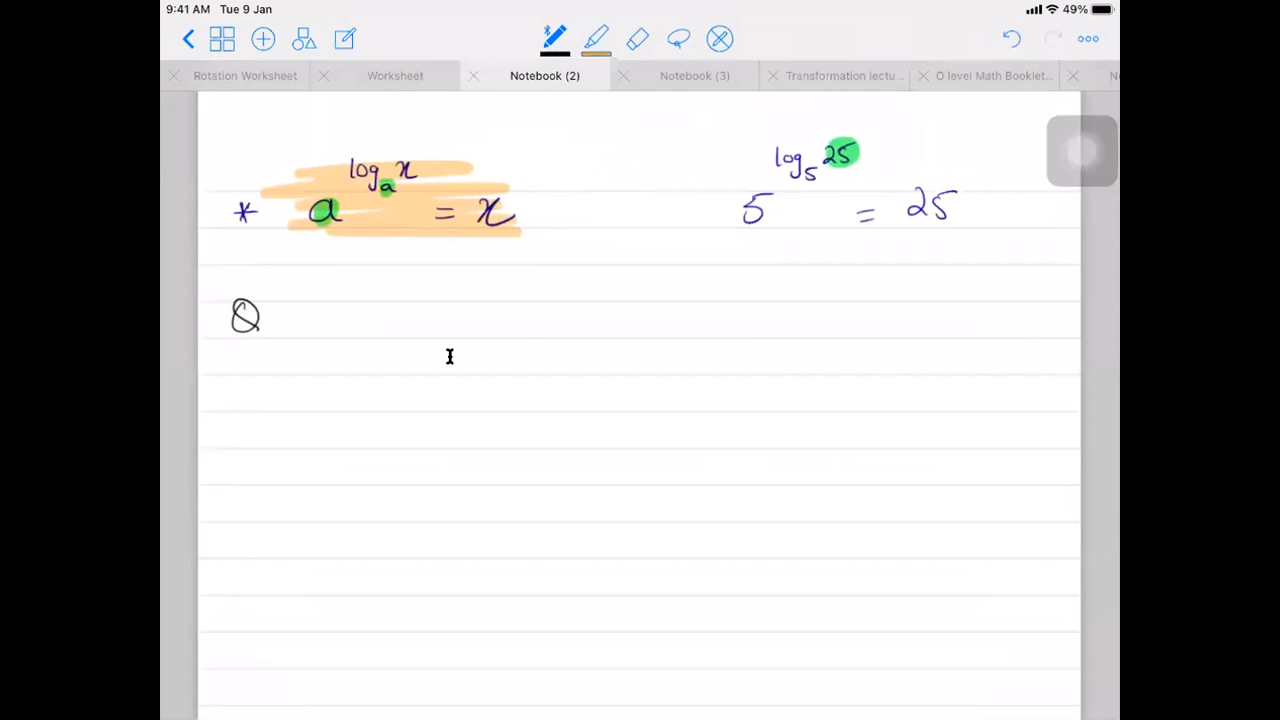 9:41 AM Tue 9 Jan 49%
Rotation Worksheet Worksheet Notebook (2) Notebook (3) Transformation lectu... O level Math Booklet... N
* a^(log_a x) = x 5^(log_5 25) = 25
Q